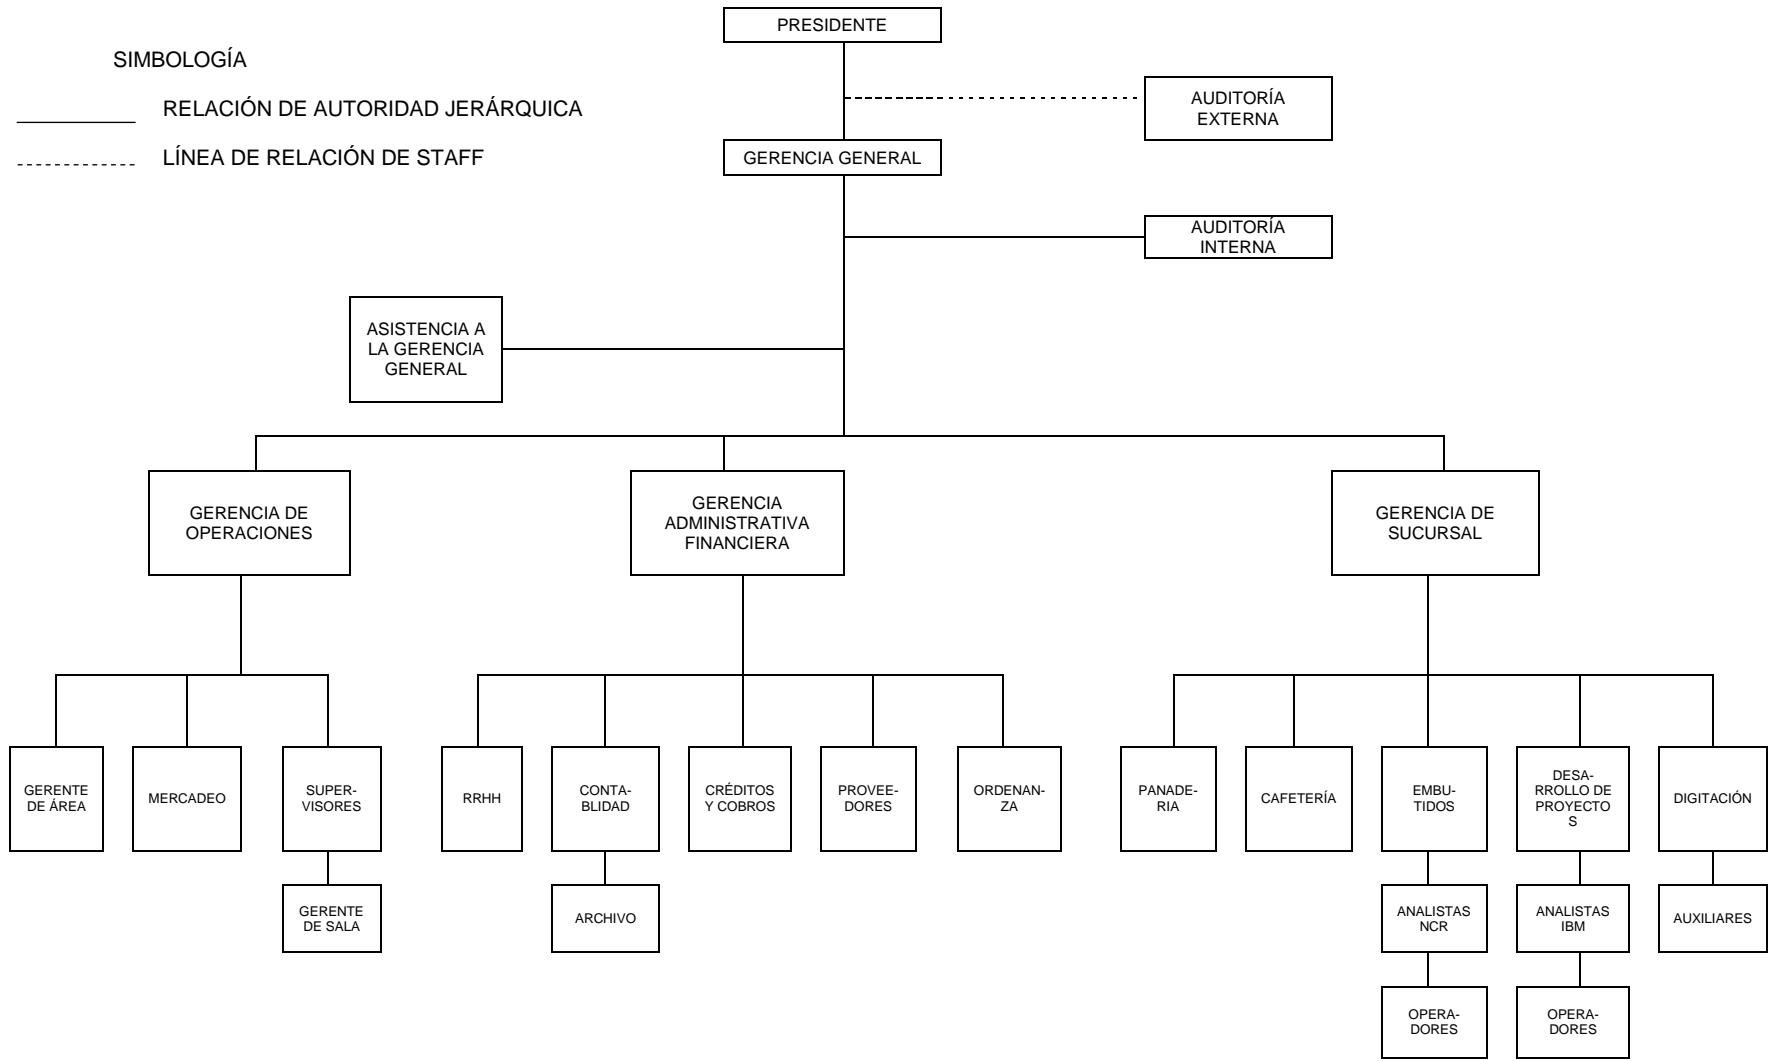 PRESIDENTE
SIMBOLOGÍA
RELACIÓN DE AUTORIDAD JERÁRQUICA
LÍNEA DE RELACIÓN DE STAFF
AUDITORÍA
EXTERNA
GERENCIA GENERAL
AUDITORÍA
INTERNA
ASISTENCIA A
LA GERENCIA
GENERAL
GERENCIA DE
OPERACIONES
GERENCIA
ADMINISTRATIVA
FINANCIERA
GERENCIA DE
SUCURSAL
GERENTE
DE ÁREA
MERCADEO
SUPER-
VISORES
RRHH
CONTA-
BLIDAD
CRÉDITOS
Y COBROS
PROVEE-
DORES
ORDENAN-
ZA
PANADE-
RIA
CAFETERÍA
EMBU-
TIDOS
DESA-
RROLLO DE
PROYECTO
S
DIGITACIÓN
GERENTE
DE SALA
ARCHIVO
ANALISTAS
NCR
ANALISTAS
IBM
AUXILIARES
OPERA-
DORES
OPERA-
DORES